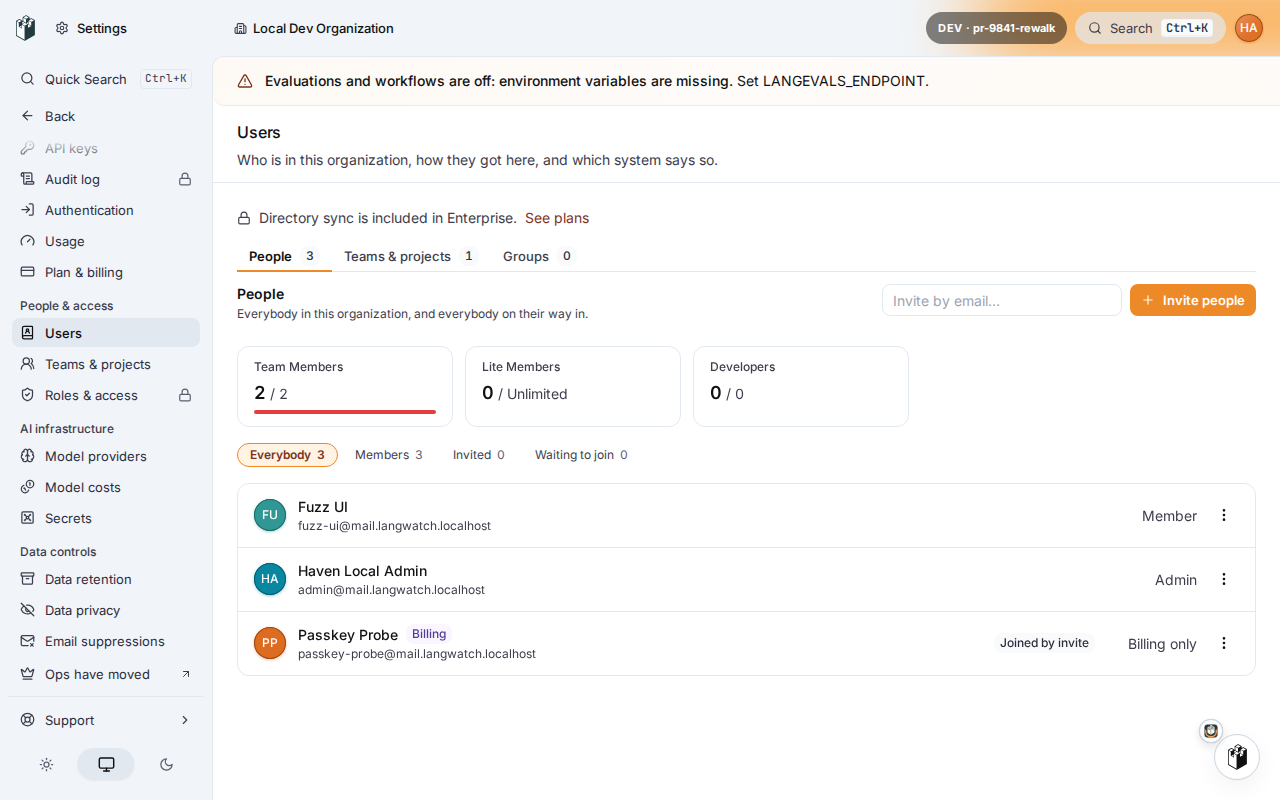 Settings
Local Dev Organization
DEV · pr-9841-rewalk
Search Ctrl+K
HA
Quick Search Ctrl+K
Back
API keys
Audit log
Authentication
Usage
Plan & billing
People & access
Users
Teams & projects
Roles & access
AI infrastructure
Model providers
Model costs
Secrets
Data controls
Data retention
Data privacy
Email suppressions
Ops have moved
Support
Evaluations and workflows are off: environment variables are missing. Set LANGEVALS_ENDPOINT.
Users
Who is in this organization, how they got here, and which system says so.
Directory sync is included in Enterprise. See plans
People 3 Teams & projects 1 Groups 0
People
Everybody in this organization, and everybody on their way in.
Invite by email...
Invite people
Team Members
2 / 2
Lite Members
0 / Unlimited
Developers
0 / 0
Everybody 3 Members 3 Invited 0 Waiting to join 0
FU
Fuzz UI
fuzz-ui@mail.langwatch.localhost
Member
HA
Haven Local Admin
admin@mail.langwatch.localhost
Admin
PP
Passkey Probe Billing
passkey-probe@mail.langwatch.localhost
Joined by invite
Billing only